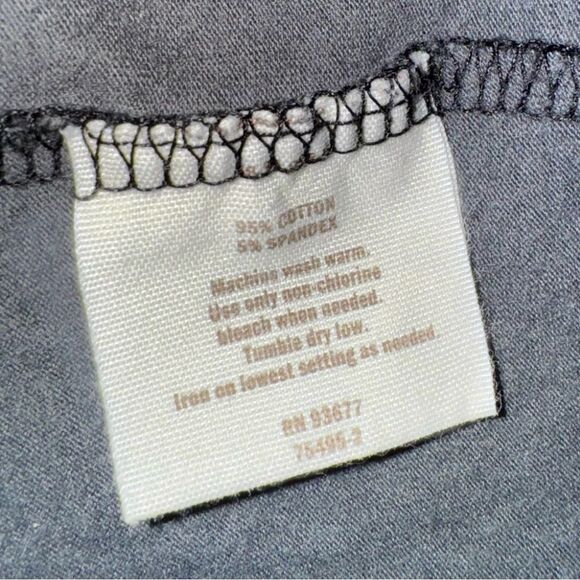 95% COTTON
5% SPANDEX
Machine wash warm.
Use only non-chlorine
bleach when needed.
Tumble dry low.
Iron on lowest setting as needed.
RN 93677
75495-2